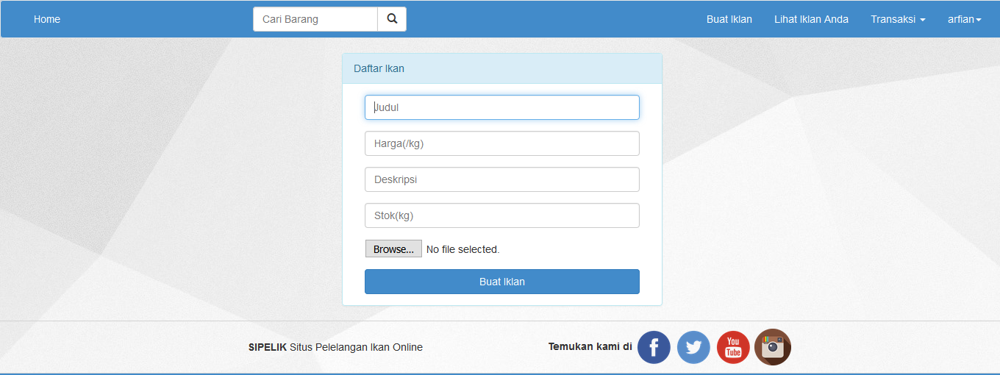 Home Cari Barang Buat Iklan Lihat Iklan Anda Transaksi arfian
Daftar Ikan
Judul
Harga(/kg)
Deskripsi
Stok(kg)
Browse... No file selected.
Buat Iklan
SIPELIK Situs Pelelangan Ikan Online Temukan kami di f You Tube